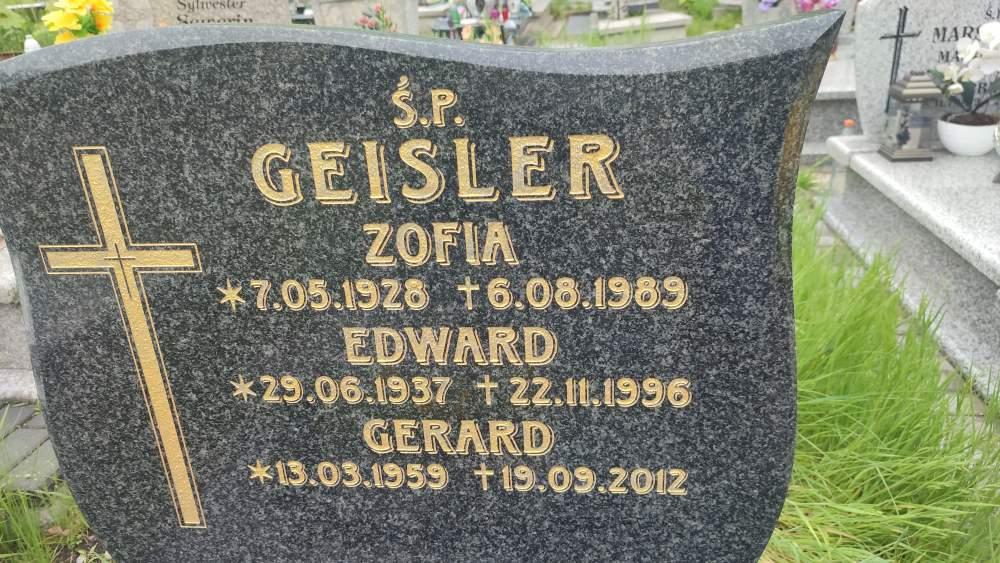 Sylwester
Ś.P.
GEISLER
ZOFIA
*7.05.1928 †6.08.1989
EDWARD
*29.06.1937 †22.11.1996
GERARD
*13.03.1959 †19.09.2012